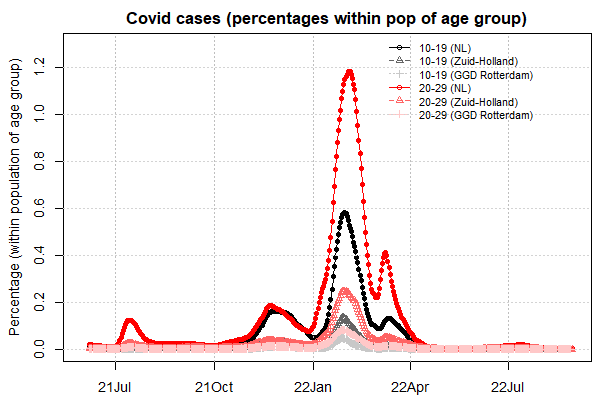 Covid cases (percentages within pop of age group)
Percentage (within population of age group)
1.2
1.0
0.8
0.6
0.4
0.2
0.0
10-19 (NL)
10-19 (Zuid-Holland)
10-19 (GGD Rotterdam)
20-29 (NL)
20-29 (Zuid-Holland)
20-29 (GGD Rotterdam)
21Jul 21Oct 22Jan 22Apr 22Jul